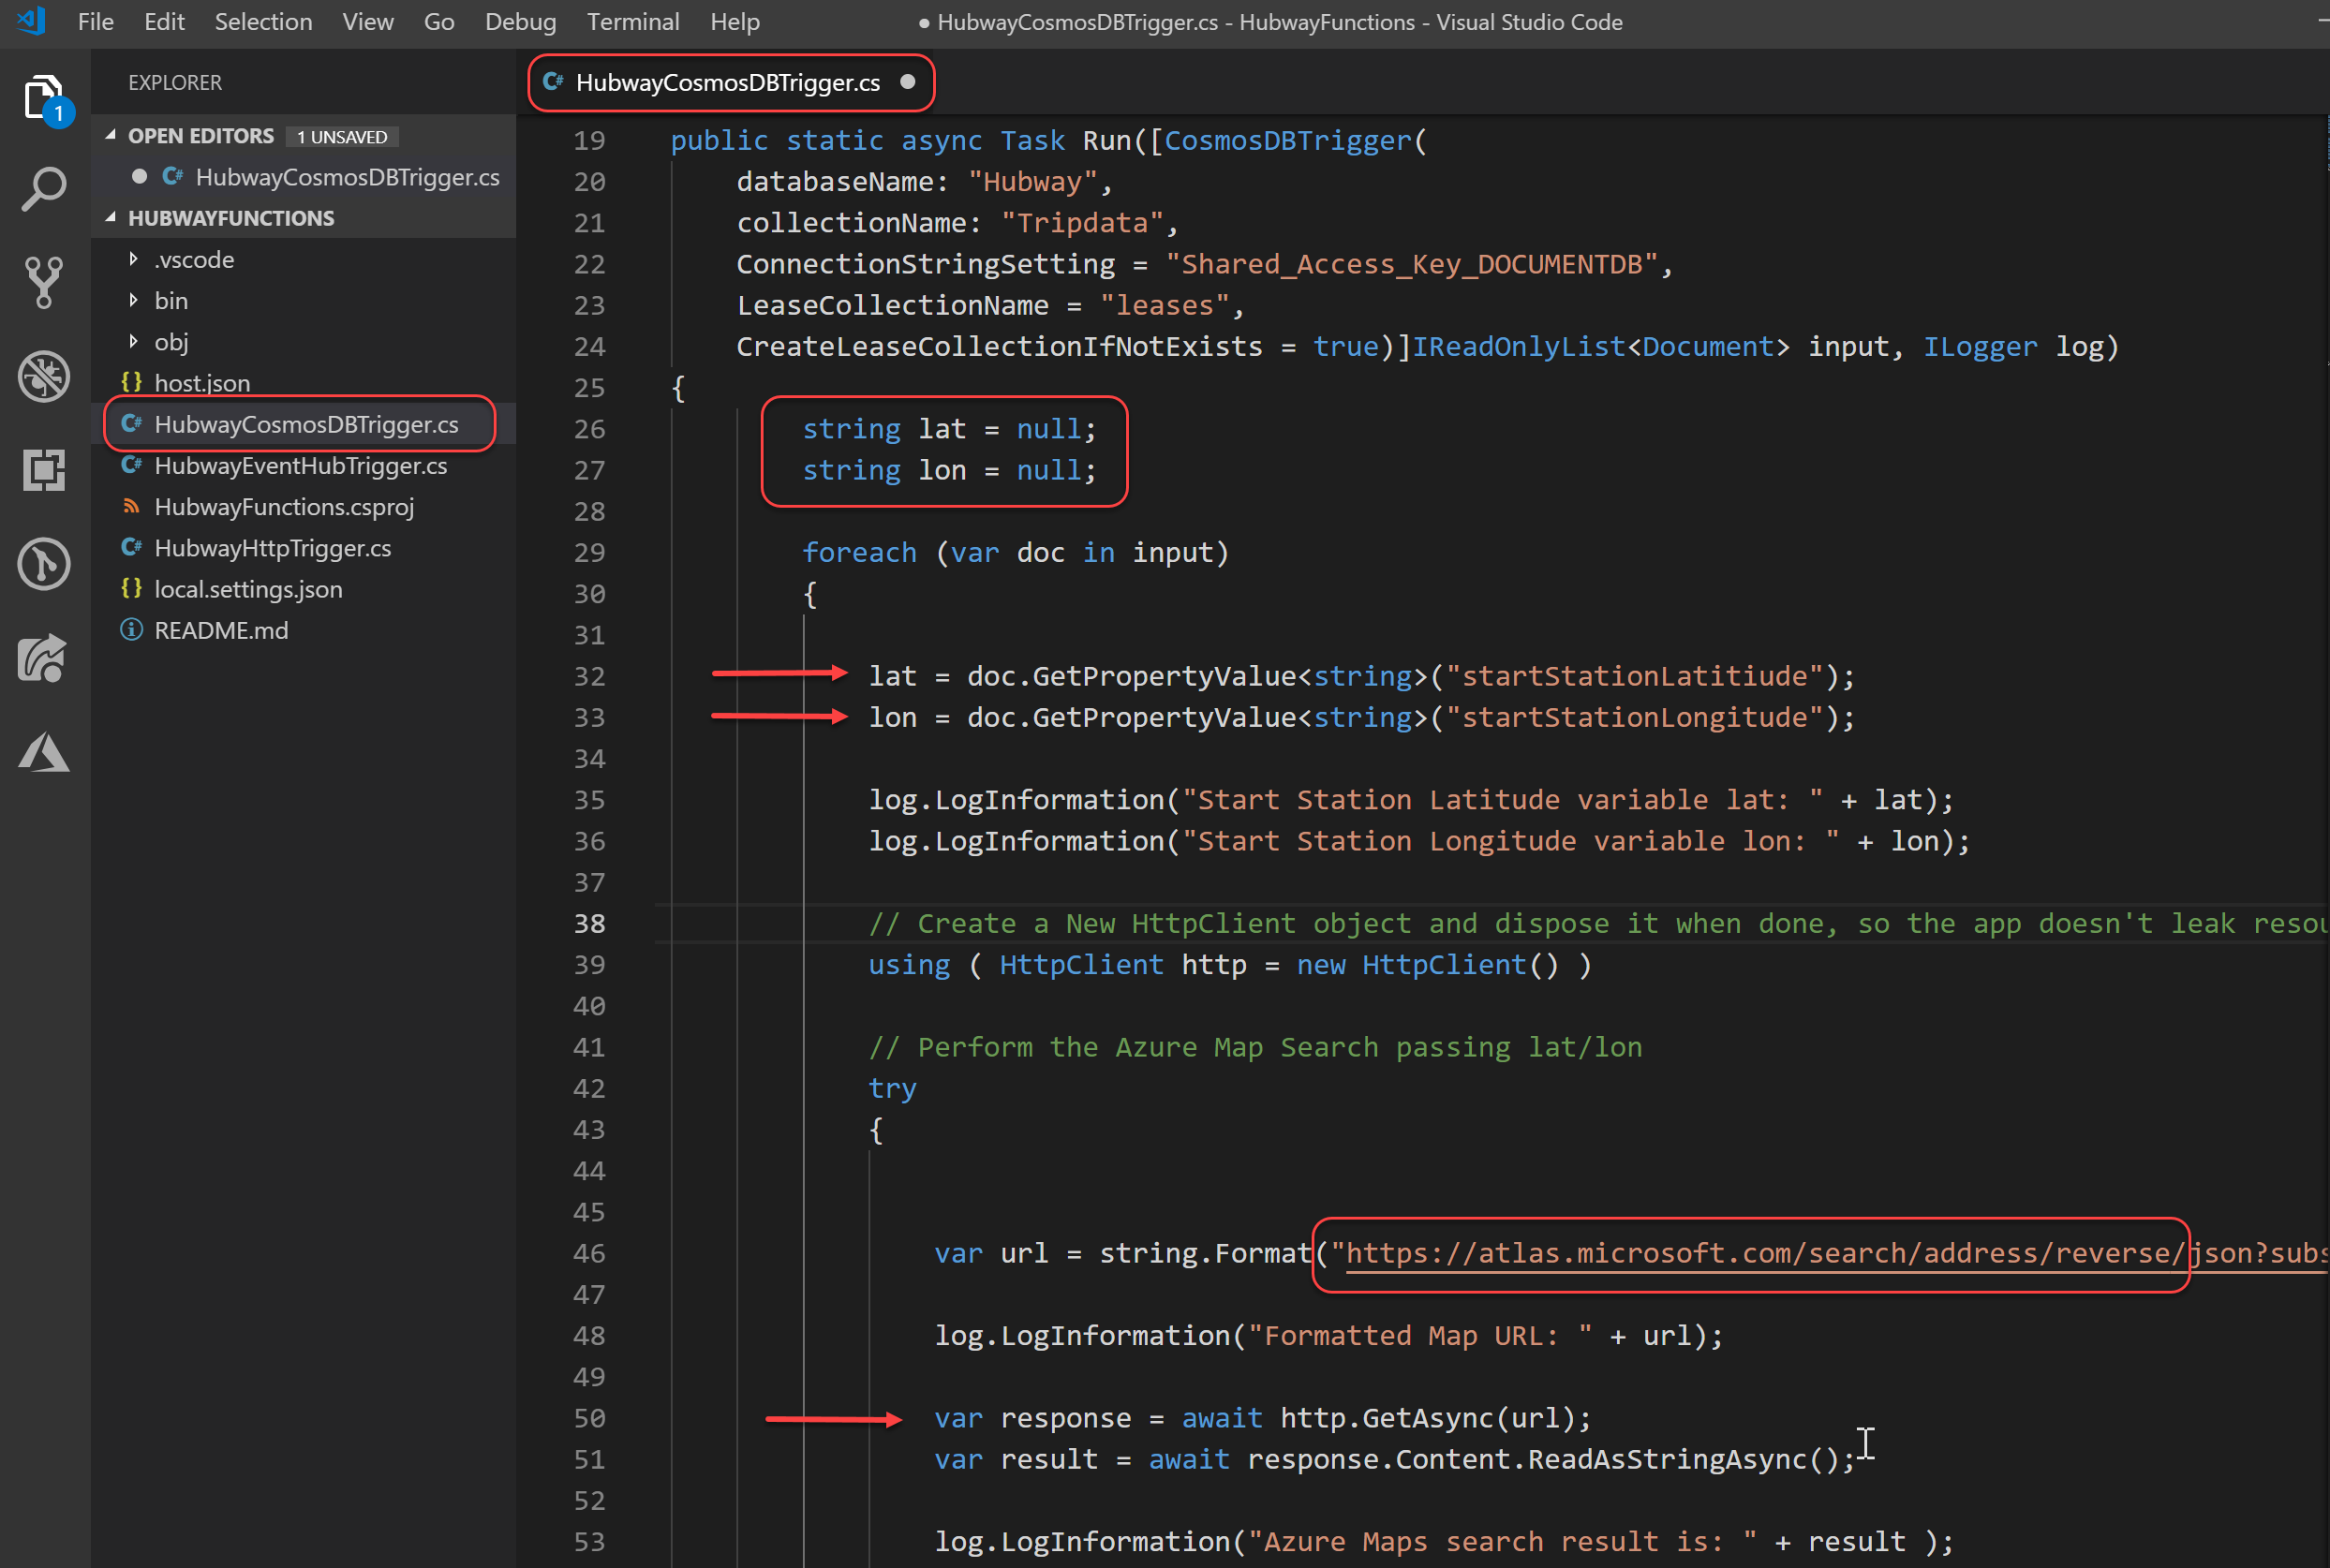 File Edit Selection View Go Debug Terminal Help ● HubwayCosmosDBTrigger.cs - HubwayFunctions - Visual Studio Code
1
EXPLORER
OPEN EDITORS 1 UNSAVED
HubwayCosmosDBTrigger.cs
HUBWAYFUNCTIONS
.vscode
bin
obj
{} host.json
C# HubwayCosmosDBTrigger.cs
C# HubwayEventHubTrigger.cs
HubwayFunctions.csproj
C# HubwayHttpTrigger.cs
{} local.settings.json
README.md
C# HubwayCosmosDBTrigger.cs ●
19 public static async Task Run([CosmosDBTrigger(
20 databaseName: "Hubway",
21 collectionName: "Tripdata",
22 ConnectionStringSetting = "Shared_Access_Key_DOCUMENTDB",
23 LeaseCollectionName = "leases",
24 CreateLeaseCollectionIfNotExists = true)]IReadOnlyList<Document> input, ILogger log)
25 {
26 string lat = null;
27 string lon = null;
28
29 foreach (var doc in input)
30 {
31
32 lat = doc.GetPropertyValue<string>("startStationLatitiude");
33 lon = doc.GetPropertyValue<string>("startStationLongitude");
34
35 log.LogInformation("Start Station Latitude variable lat: " + lat);
36 log.LogInformation("Start Station Longitude variable lon: " + lon);
37
38 // Create a New HttpClient object and dispose it when done, so the app doesn't leak resou
39 using ( HttpClient http = new HttpClient() )
40
41 // Perform the Azure Map Search passing lat/lon
42 try
43 {
44
45
46 var url = string.Format("https://atlas.microsoft.com/search/address/reverse/json?subs
47
48 log.LogInformation("Formatted Map URL: " + url);
49
50 var response = await http.GetAsync(url);
51 var result = await response.Content.ReadAsStringAsync();
52
53 log.LogInformation("Azure Maps search result is: " + result );